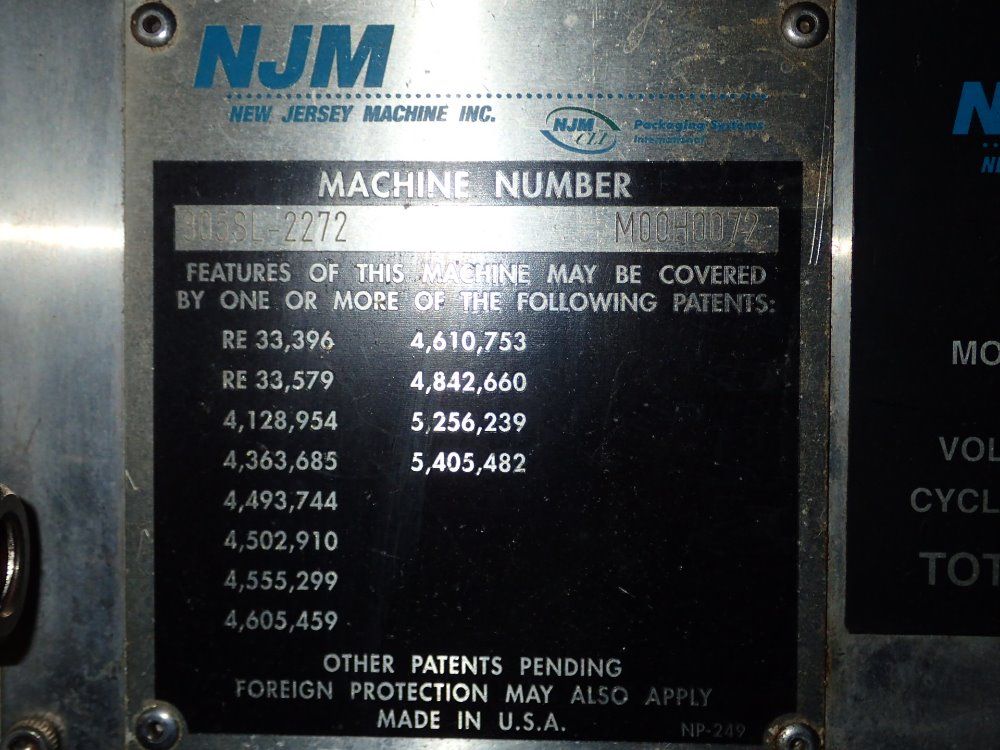 NJM
NEW JERSEY MACHINE INC.
NJM CLI Packaging Systems International
MACHINE NUMBER
305SL-2272 M00H0072
FEATURES OF THIS MACHINE MAY BE COVERED
BY ONE OR MORE OF THE FOLLOWING PATENTS:
RE 33,396 4,610,753
RE 33,579 4,842,660
4,128,954 5,256,239
4,363,685 5,405,482
4,493,744
4,502,910
4,555,299
4,605,459
OTHER PATENTS PENDING
FOREIGN PROTECTION MAY ALSO APPLY
MADE IN U.S.A. NP-249
MO
VOL
CYCL
TOT